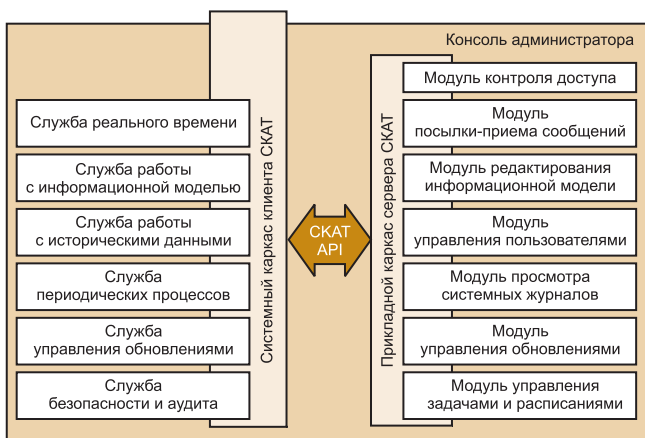 Консоль администратора
Служба реального времени
Служба работы
с информационной моделью
Служба работы
с историческими данными
Служба
периодических процессов
Служба
управления обновлениями
Служба
безопасности и аудита
Системный каркас клиента СКАТ
СКАТ
API
Прикладной каркас сервера СКАТ
Модуль контроля доступа
Модуль
посылки-приема сообщений
Модуль редактирования
информационной модели
Модуль
управления пользователями
Модуль просмотра
системных журналов
Модуль
управления обновлениями
Модуль управления
задачами и расписаниями